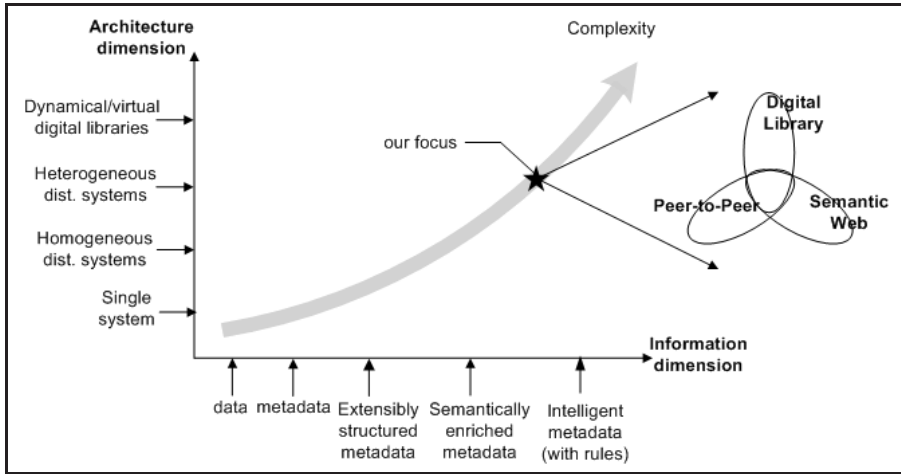 Architecture
dimension
Complexity
Dynamical/virtual
digital libraries
Digital
Library
our focus
Heterogeneous
dist. systems
Peer-to-Peer
Semantic
Web
Homogeneous
dist. systems
Single
system
Information
dimension
data
metadata
Extensibly
structured
metadata
Semantically
enriched
metadata
Intelligent
metadata
(with rules)